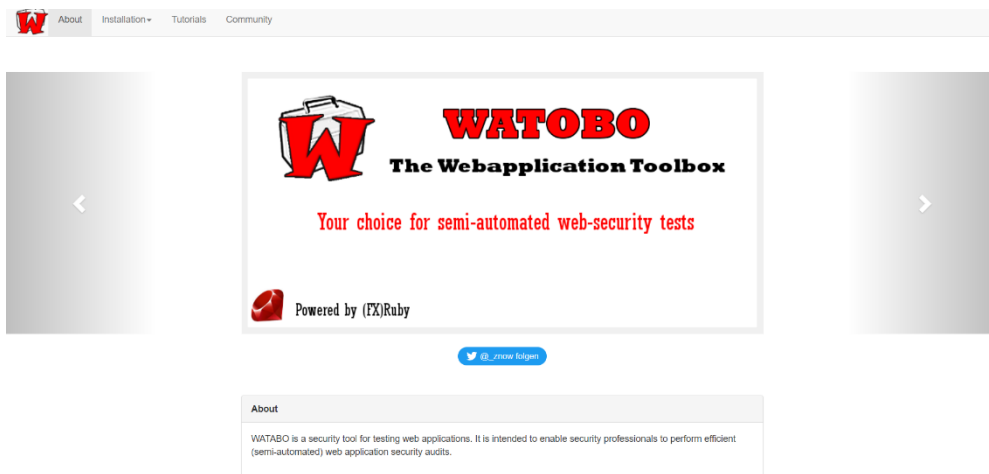 W About Installation Tutorials Community
W WATOBO
The Webapplication Toolbox
Your choice for semi-automated web-security tests
Powered by (FX)Ruby
@_znow folgen
About
WATABO is a security tool for testing web applications. It is intended to enable security professionals to perform efficient
(semi-automated) web application security audits.